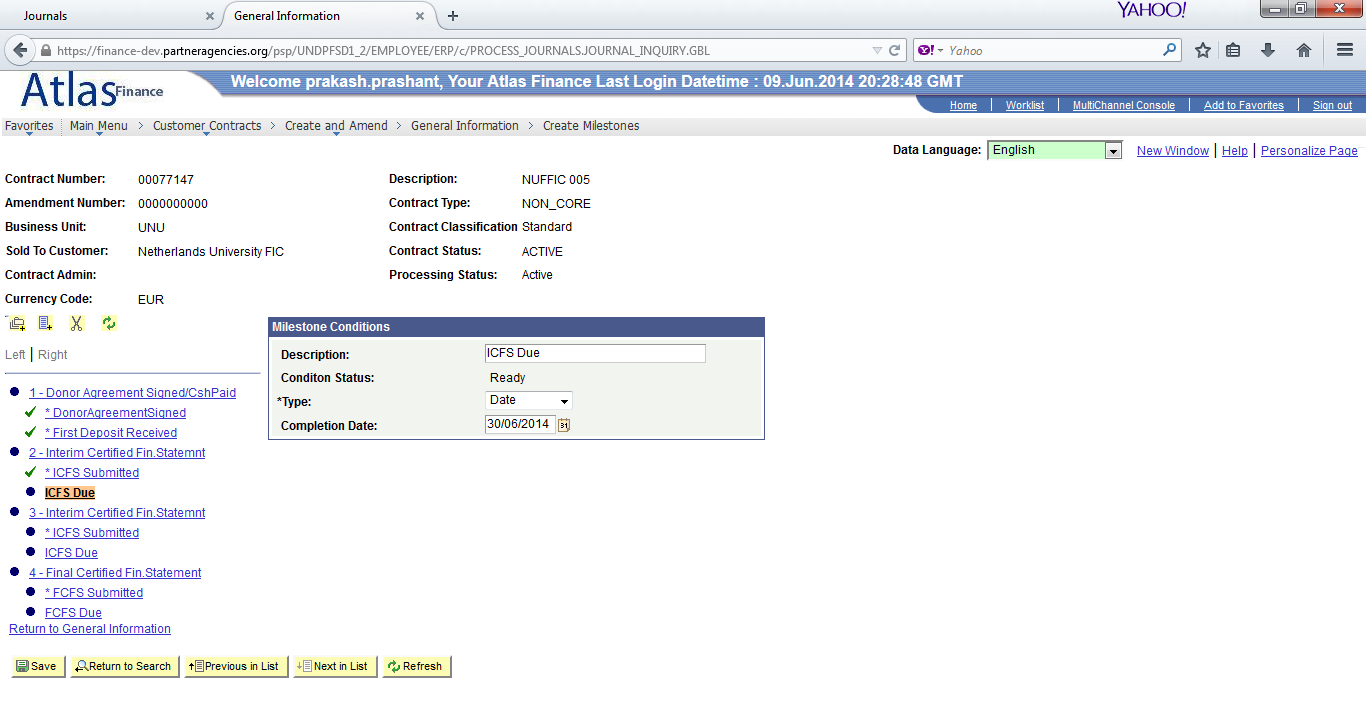 Journals
General Information
YAHOO!
https://finance-dev.partneragencies.org/psp/UNDPFSD1_2/EMPLOYEE/ERP/c/PROCESS_JOURNALS.JOURNAL_INQUIRY.GBL
Yahoo
Atlas Finance
Welcome prakash.prashant, Your Atlas Finance Last Login Datetime : 09.Jun.2014 20:28:48 GMT
Home Worklist MultiChannel Console Add to Favorites Sign out
Favorites Main Menu > Customer Contracts > Create and Amend > General Information > Create Milestones
Data Language: English New Window | Help | Personalize Page
Contract Number: 00077147 Description: NUFFIC 005
Amendment Number: 0000000000 Contract Type: NON_CORE
Business Unit: UNU Contract Classification Standard
Sold To Customer: Netherlands University FIC Contract Status: ACTIVE
Contract Admin: Processing Status: Active
Currency Code: EUR
Left | Right
1 - Donor Agreement Signed/CshPaid
* DonorAgreementSigned
* First Deposit Received
2 - Interim Certified Fin.Statemnt
* ICFS Submitted
ICFS Due
3 - Interim Certified Fin.Statemnt
* ICFS Submitted
ICFS Due
4 - Final Certified Fin.Statement
* FCFS Submitted
FCFS Due
Return to General Information
Milestone Conditions
Description: ICFS Due
Conditon Status: Ready
*Type: Date
Completion Date: 30/06/2014 31
Save Return to Search Previous in List Next in List Refresh